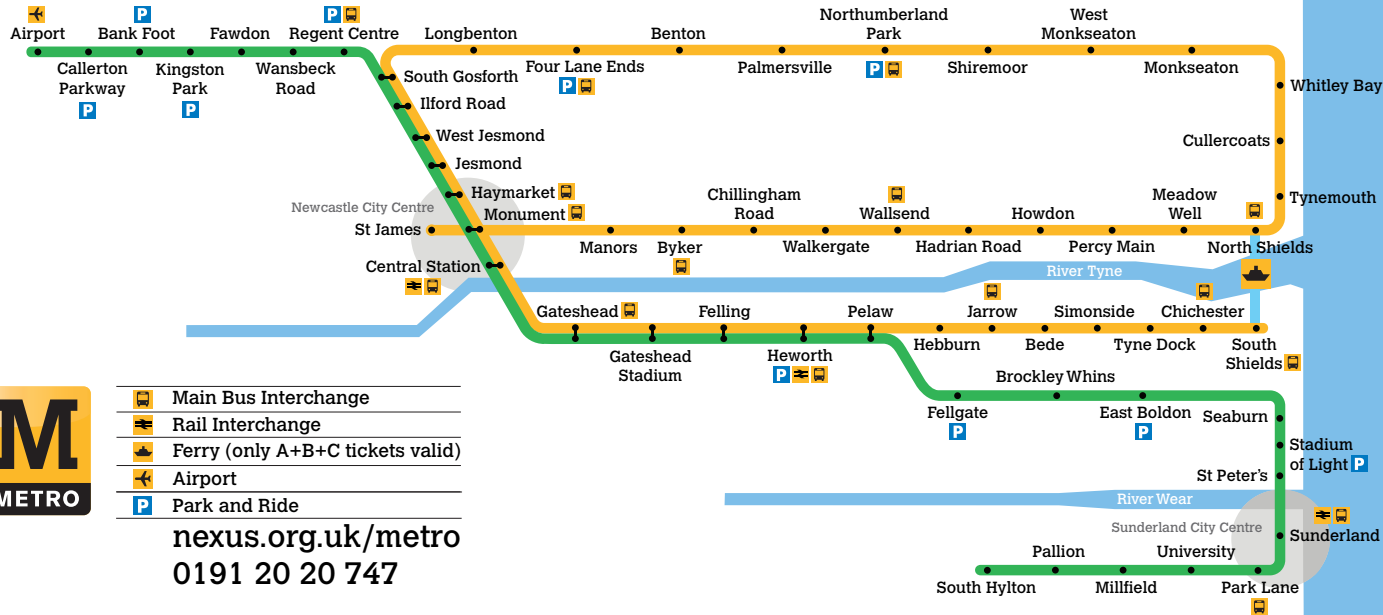 Airport
Bank Foot
Fawdon
Regent Centre
Callerton
Parkway
Kingston
Park
Wansbeck
Road
Longbenton
Four Lane Ends
Benton
Palmersville
Northumberland
Park
Shiremoor
West
Monkseaton
Monkseaton
Whitley Bay
Cullercoats
Tynemouth
South Gosforth
Ilford Road
West Jesmond
Jesmond
Haymarket
Newcastle City Centre
Monument
St James
Manors
Byker
Chillingham
Road
Walkergate
Wallsend
Hadrian Road
Howdon
Percy Main
Meadow
Well
North Shields
Central Station
River Tyne
Gateshead
Gateshead
Stadium
Felling
Heworth
Pelaw
Hebburn
Jarrow
Bede
Simonside
Tyne Dock
Chichester
South
Shields
Fellgate
Brockley Whins
East Boldon
Seaburn
Stadium
of Light
St Peter's
River Wear
Sunderland City Centre
Sunderland
Park Lane
University
Millfield
Pallion
South Hylton
M
METRO
Main Bus Interchange
Rail Interchange
Ferry (only A+B+C tickets valid)
Airport
P Park and Ride
nexus.org.uk/metro
0191 20 20 747